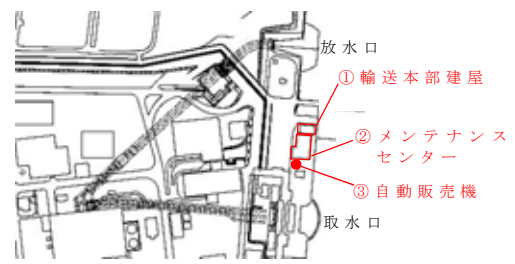 放水口
①輸送本部建屋
②メンテナンス
センター
③自動販売機
取水口